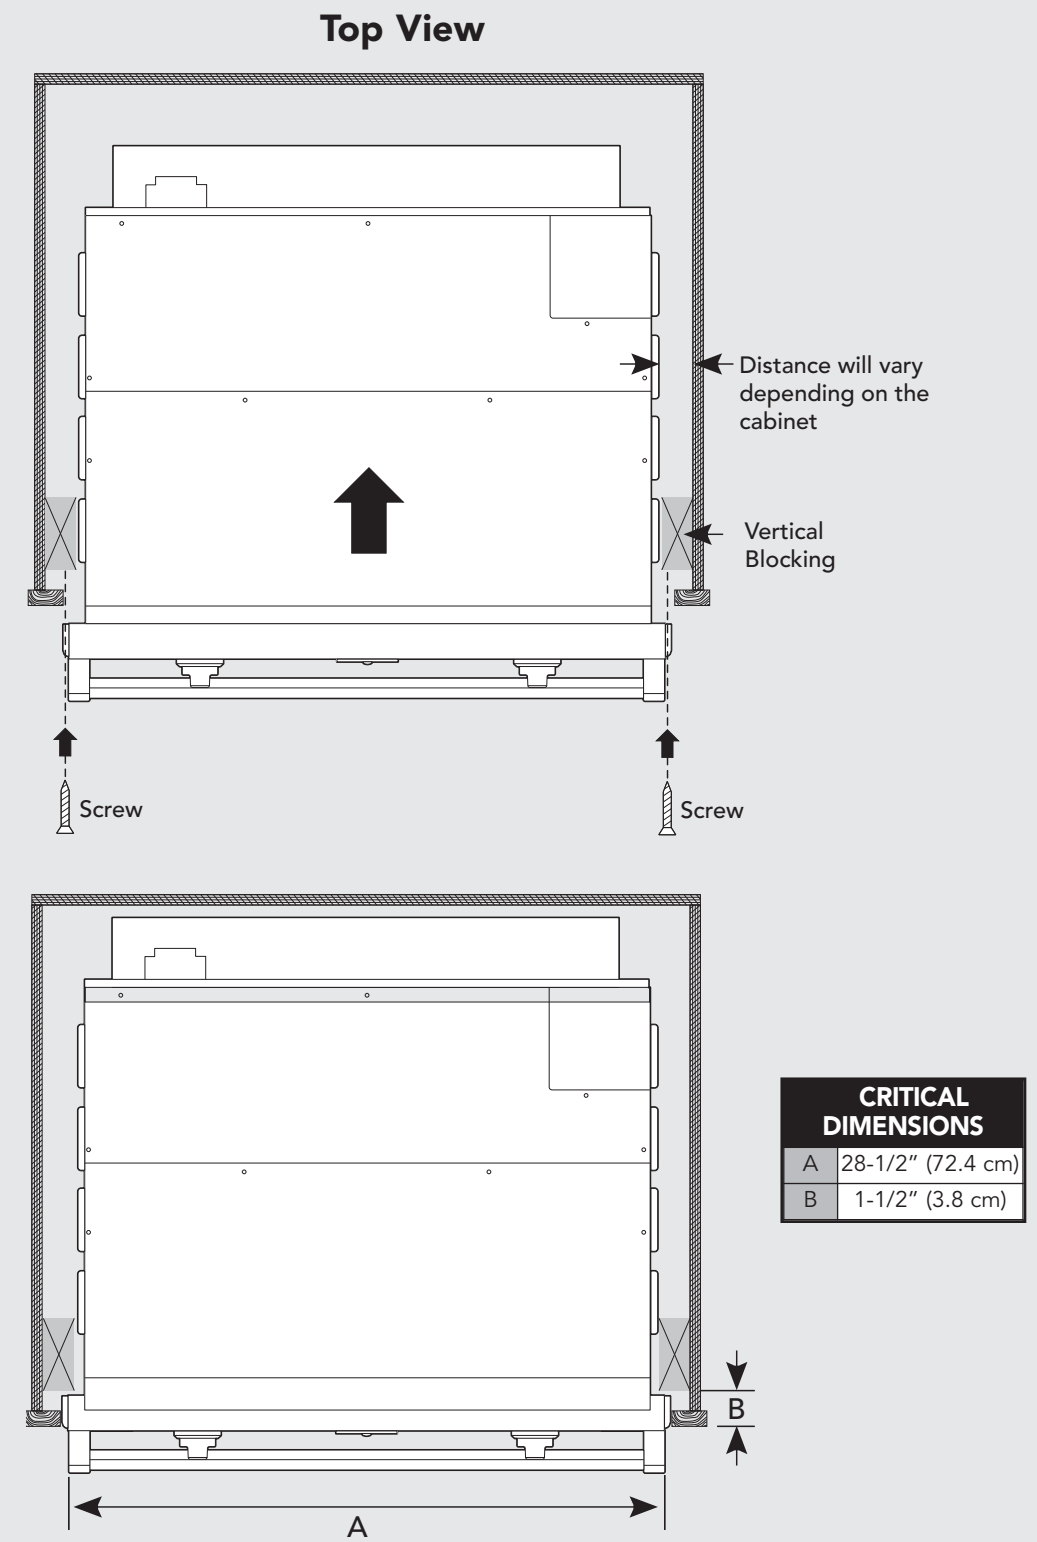 Top View
Distance will vary
depending on the
cabinet
Vertical
Blocking
Screw
Screw
CRITICAL
DIMENSIONS
A 28-1/2" (72.4 cm)
B 1-1/2" (3.8 cm)
B
A